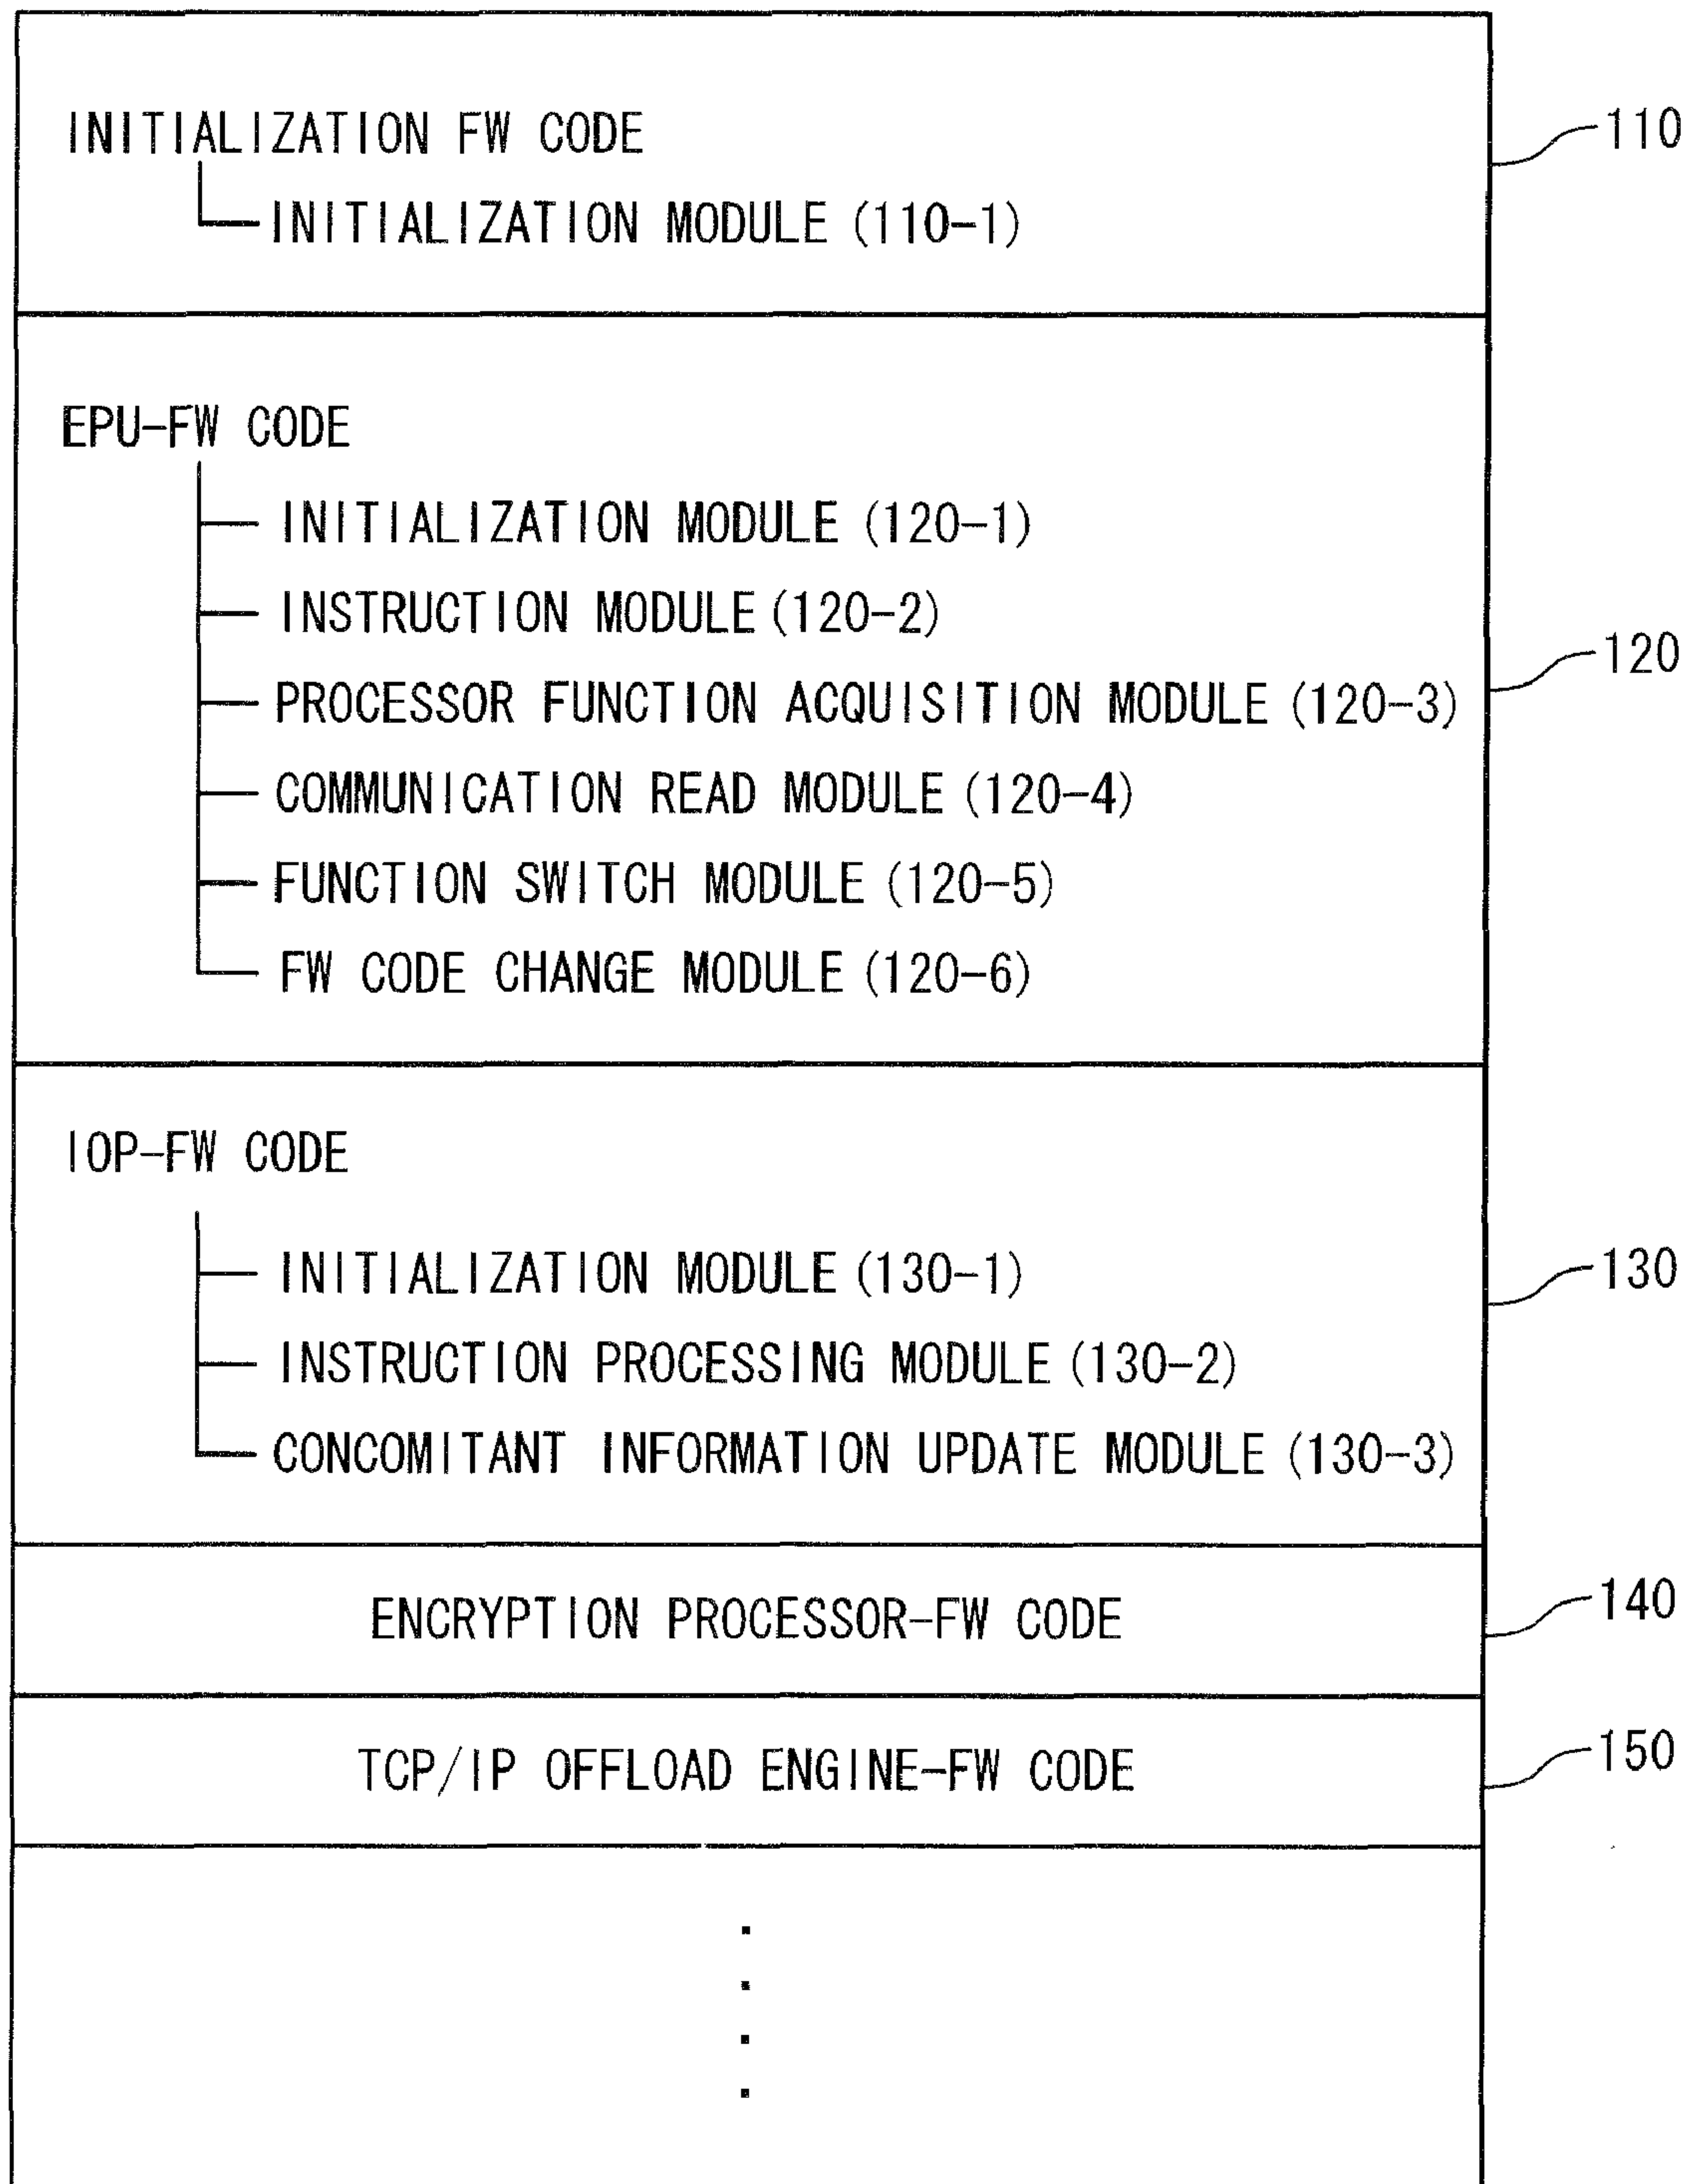 INITIALIZATION FW CODE
110
INITIALIZATION MODULE (110-1)
EPU-FW CODE
INITIALIZATION MODULE (120-1)
INSTRUCTION MODULE (120-2)
120
PROCESSOR FUNCTION ACQUISITION MODULE (120-3)
COMMUNICATION READ MODULE (120-4)
FUNCTION SWITCH MODULE (120-5)
FW CODE CHANGE MODULE (120-6)
IOP-FW CODE
INITIALIZATION MODULE (130-1)
130
INSTRUCTION PROCESSING MODULE (130-2)
CONCOMITANT INFORMATION UPDATE MODULE (130-3)
ENCRYPTION PROCESSOR-FW CODE
140
TCP/IP OFFLOAD ENGINE-FW CODE
150